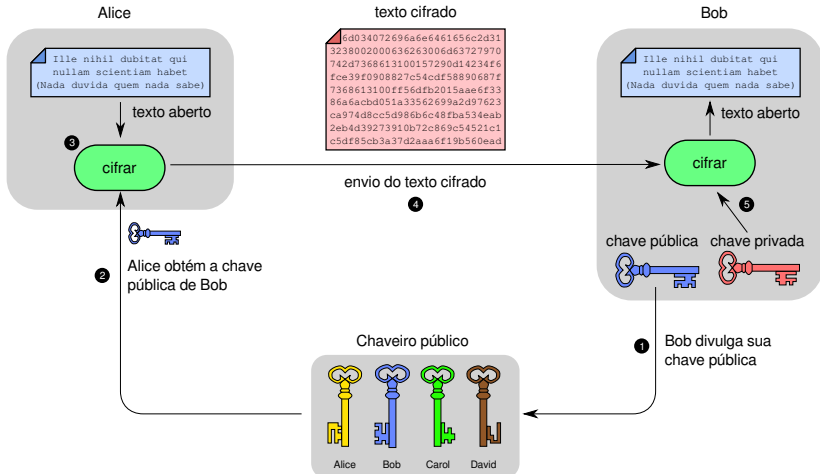 Alice
texto cifrado
Bob
Ille nihil dubitat qui
nullam scientiam habet
(Nada duvida quem nada sabe)
6d034072696a6e6461656c2d31
3238002000636263006d63727970
742d7368613100157290d14234f6
fce39f0908827c54cdf58890687f
7368613100ff56dfb2015aae6f33
86a6acbd051a33562699a2d97623
ca974d8cc5d986b6c48fba534eab
2eb4d39273910b72c869c54521c1
c5df85cb3a37d2aaa6f19b560ead
Ille nihil dubitat qui
nullam scientiam habet
(Nada duvida quem nada sabe)
texto aberto
texto aberto
3
cifrar
cifrar
envio do texto cifrado
4
5
chave pública
chave privada
2
Alice obtém a chave
pública de Bob
1
Bob divulga sua
chave pública
Chaveiro público
Alice
Bob
Carol
David